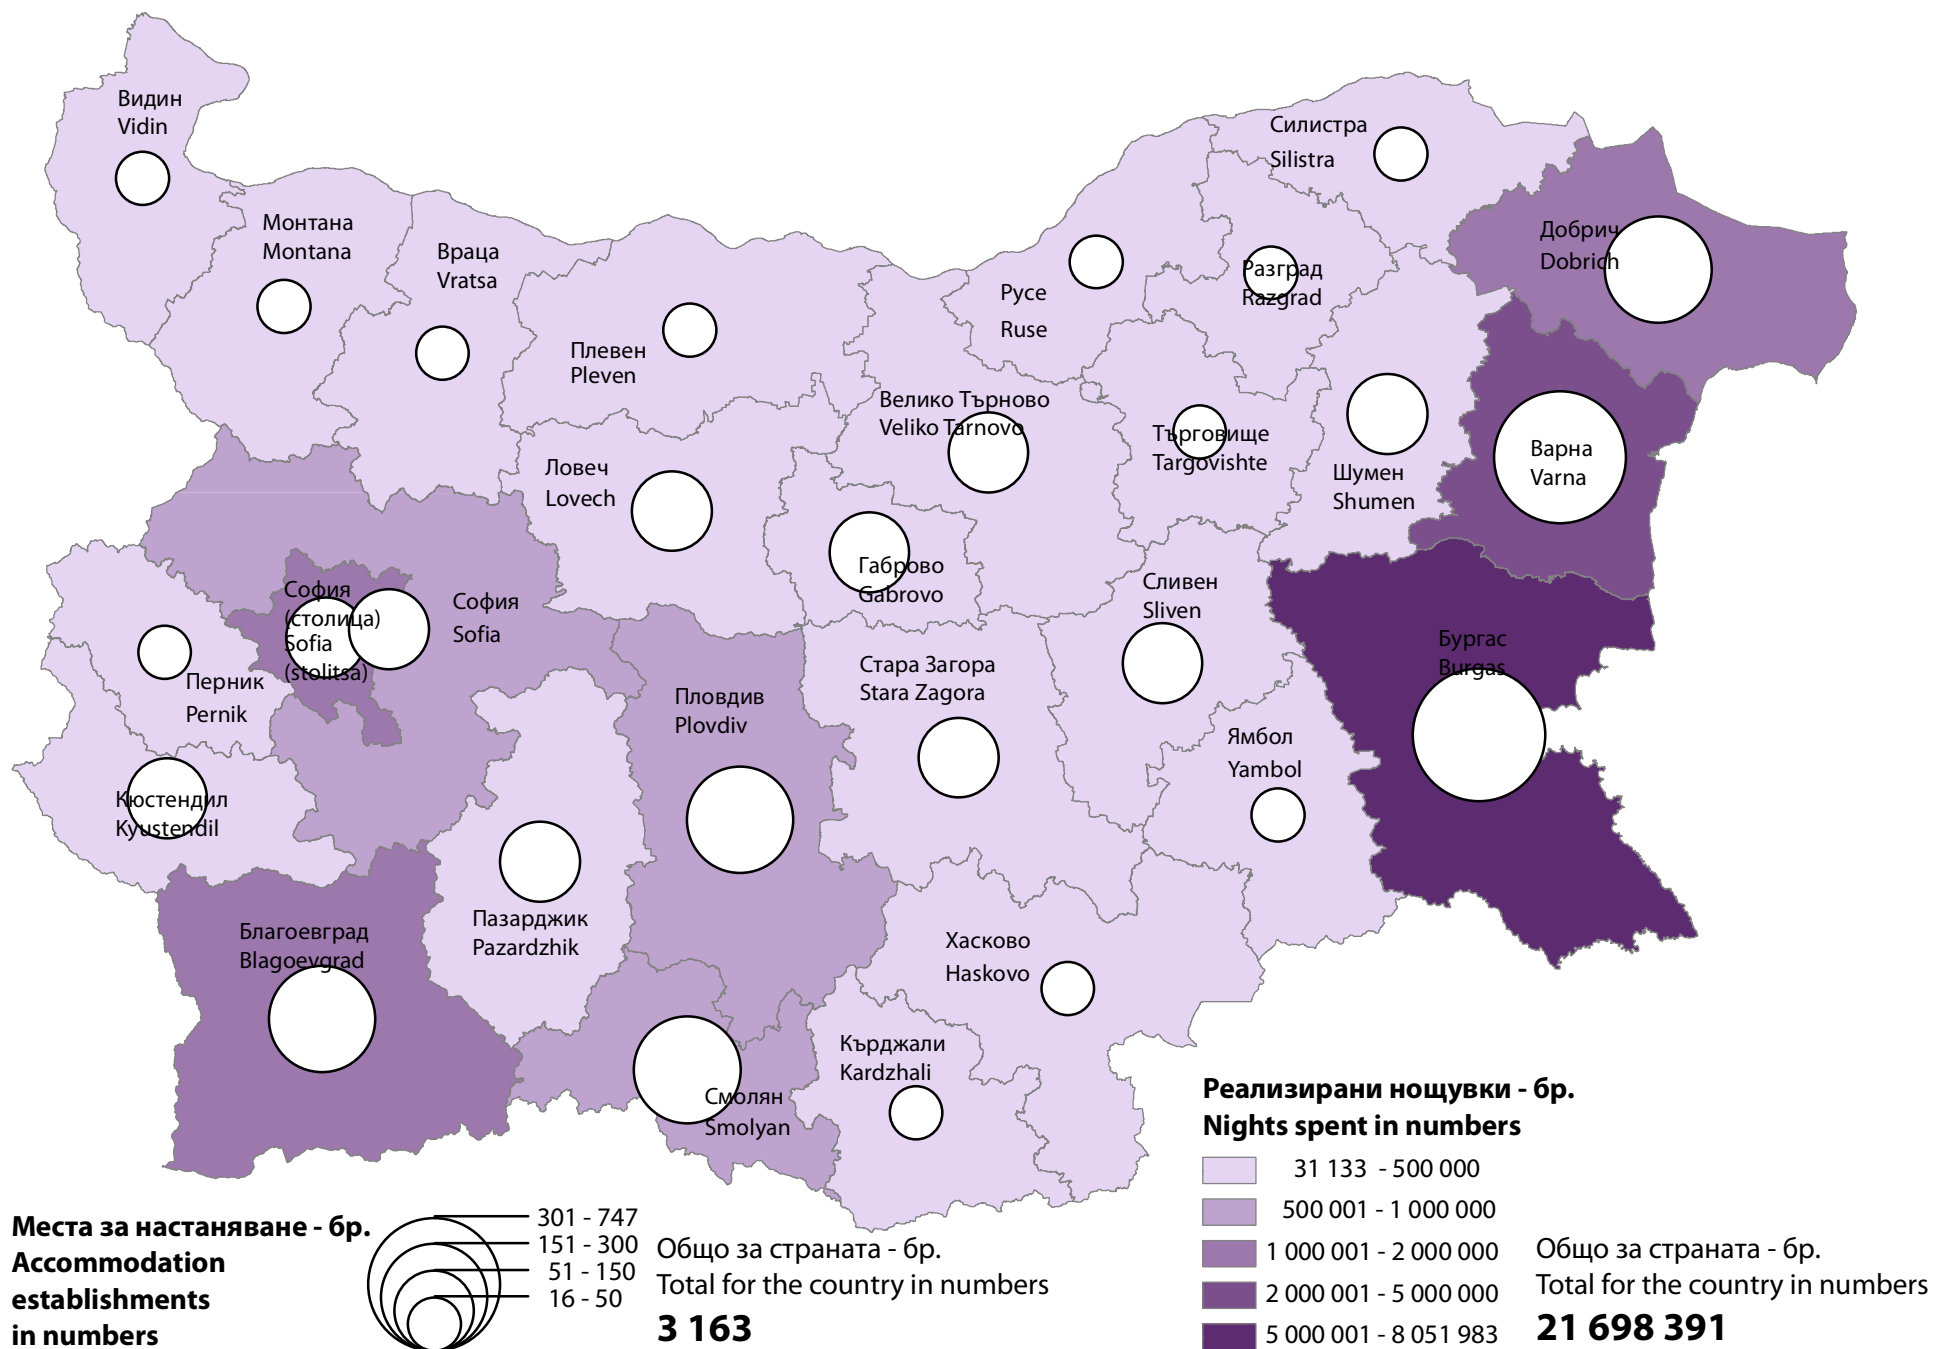 Видин
Vidin
Монтана
Montana
Враца
Vratsa
Плевен
Pleven
Русе
Ruse
Силистра
Silistra
Разград
Razgrad
Добрич
Dobrich
Велико Търново
Veliko Tarnovo
Търговище
Targovishte
Шумен
Shumen
Варна
Varna
Ловеч
Lovech
Габрово
Gabrovo
Сливен
Sliven
Бургас
Burgas
София
(столица)
Sofia
(stolitsa)
София
Sofia
Перник
Pernik
Кюстендил
Kyustendil
Пловдив
Plovdiv
Стара Загора
Stara Zagora
Ямбол
Yambol
Благоевград
Blagoevgrad
Пазарджик
Pazardzhik
Хасково
Haskovo
Смолян
Smolyan
Кърджали
Kardzhali
Места за настаняване - бр.
Accommodation
establishments
in numbers
301 - 747
151 - 300
51 - 150
16 - 50
Общо за страната - бр.
Total for the country in numbers
3 163
Реализирани нощувки - бр.
Nights spent in numbers
31 133 - 500 000
500 001 - 1 000 000
1 000 001 - 2 000 000
2 000 001 - 5 000 000
5 000 001 - 8 051 983
Общо за страната - бр.
Total for the country in numbers
21 698 391